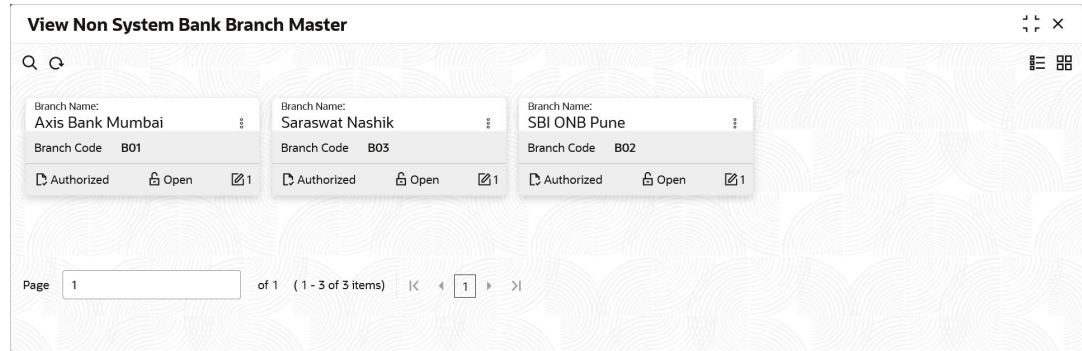 View Non System Bank Branch Master
Branch Name:
Axis Bank Mumbai
Branch Code B01
Authorized Open 1
Branch Name:
Saraswat Nashik
Branch Code B03
Authorized Open 1
Branch Name:
SBI ONB Pune
Branch Code B02
Authorized Open 1
Page 1 of 1 ( 1 - 3 of 3 items) 1